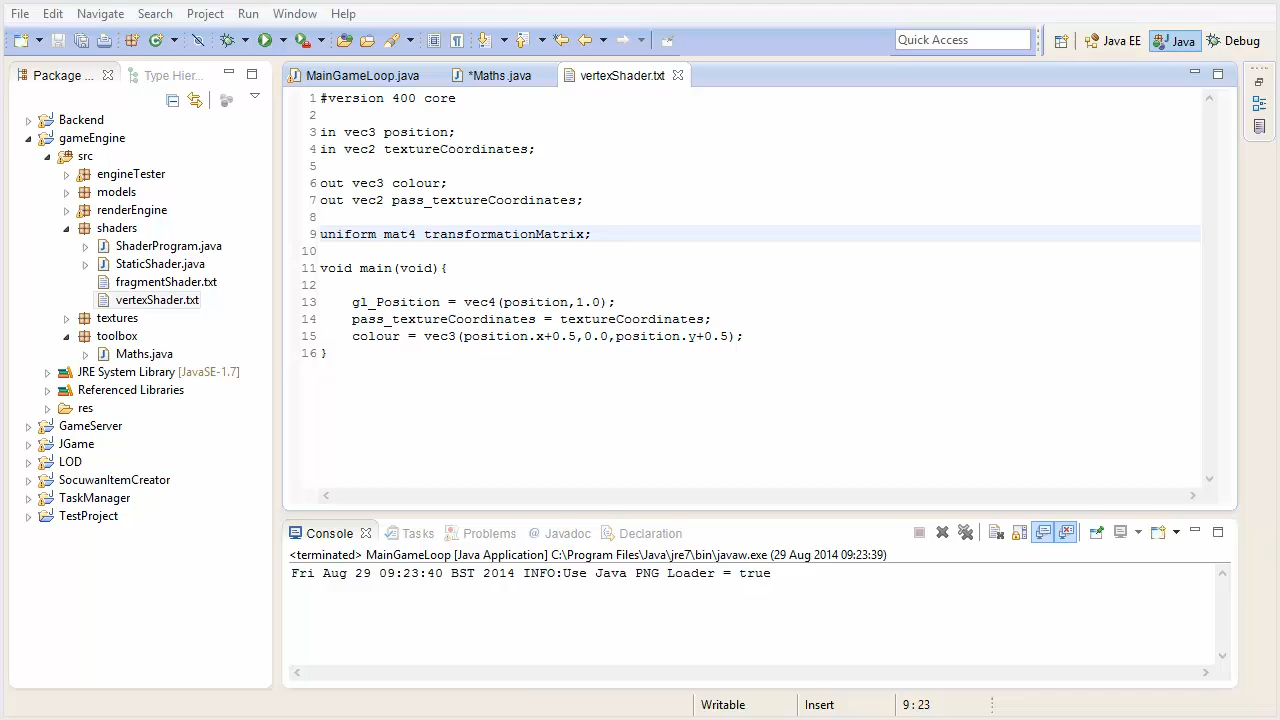 File Edit Navigate Search Project Run Window Help
Quick Access
Java EE
Java
Debug
Package ...
Type Hier...
Backend
gameEngine
src
engineTester
models
renderEngine
shaders
ShaderProgram.java
StaticShader.java
fragmentShader.txt
vertexShader.txt
textures
toolbox
Maths.java
JRE System Library [JavaSE-1.7]
Referenced Libraries
res
GameServer
JGame
LOD
SocuwanItemCreator
TaskManager
TestProject
MainGameLoop.java
*Maths.java
vertexShader.txt
1 #version 400 core
2
3 in vec3 position;
4 in vec2 textureCoordinates;
5
6 out vec3 colour;
7 out vec2 pass_textureCoordinates;
8
9 uniform mat4 transformationMatrix;
10
11 void main(void){
12
13 gl_Position = vec4(position,1.0);
14 pass_textureCoordinates = textureCoordinates;
15 colour = vec3(position.x+0.5,0.0,position.y+0.5);
16 }
Console
Tasks
Problems
@ Javadoc
Declaration
<terminated> MainGameLoop [Java Application] C:\Program Files\Java\jre7\bin\javaw.exe (29 Aug 2014 09:23:39)
Fri Aug 29 09:23:40 BST 2014 INFO:Use Java PNG Loader = true
Writable
Insert
9 : 23